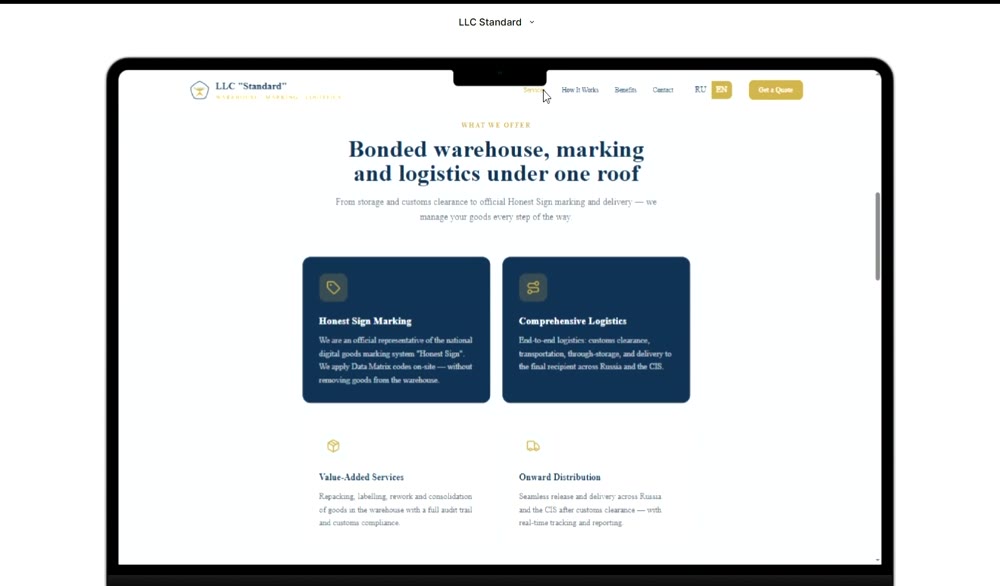 LLC Standard
LLC "Standard"
WAREHOUSE · MARKING · LOGISTICS
Services
How It Works
Benefits
Contact
RU
EN
Get a Quote
WHAT WE OFFER
Bonded warehouse, marking
and logistics under one roof
From storage and customs clearance to official Honest Sign marking and delivery — we
manage your goods every step of the way.
Honest Sign Marking
We are an official representative of the national
digital goods marking system "Honest Sign".
We apply Data Matrix codes on-site — without
removing goods from the warehouse.
Comprehensive Logistics
End-to-end logistics: customs clearance,
transportation, through-storage, and delivery to
the final recipient across Russia and the CIS.
Value-Added Services
Repacking, labelling, rework and consolidation
of goods in the warehouse with a full audit trail
and customs compliance.
Onward Distribution
Seamless release and delivery across Russia
and the CIS after customs clearance — with
real-time tracking and reporting.